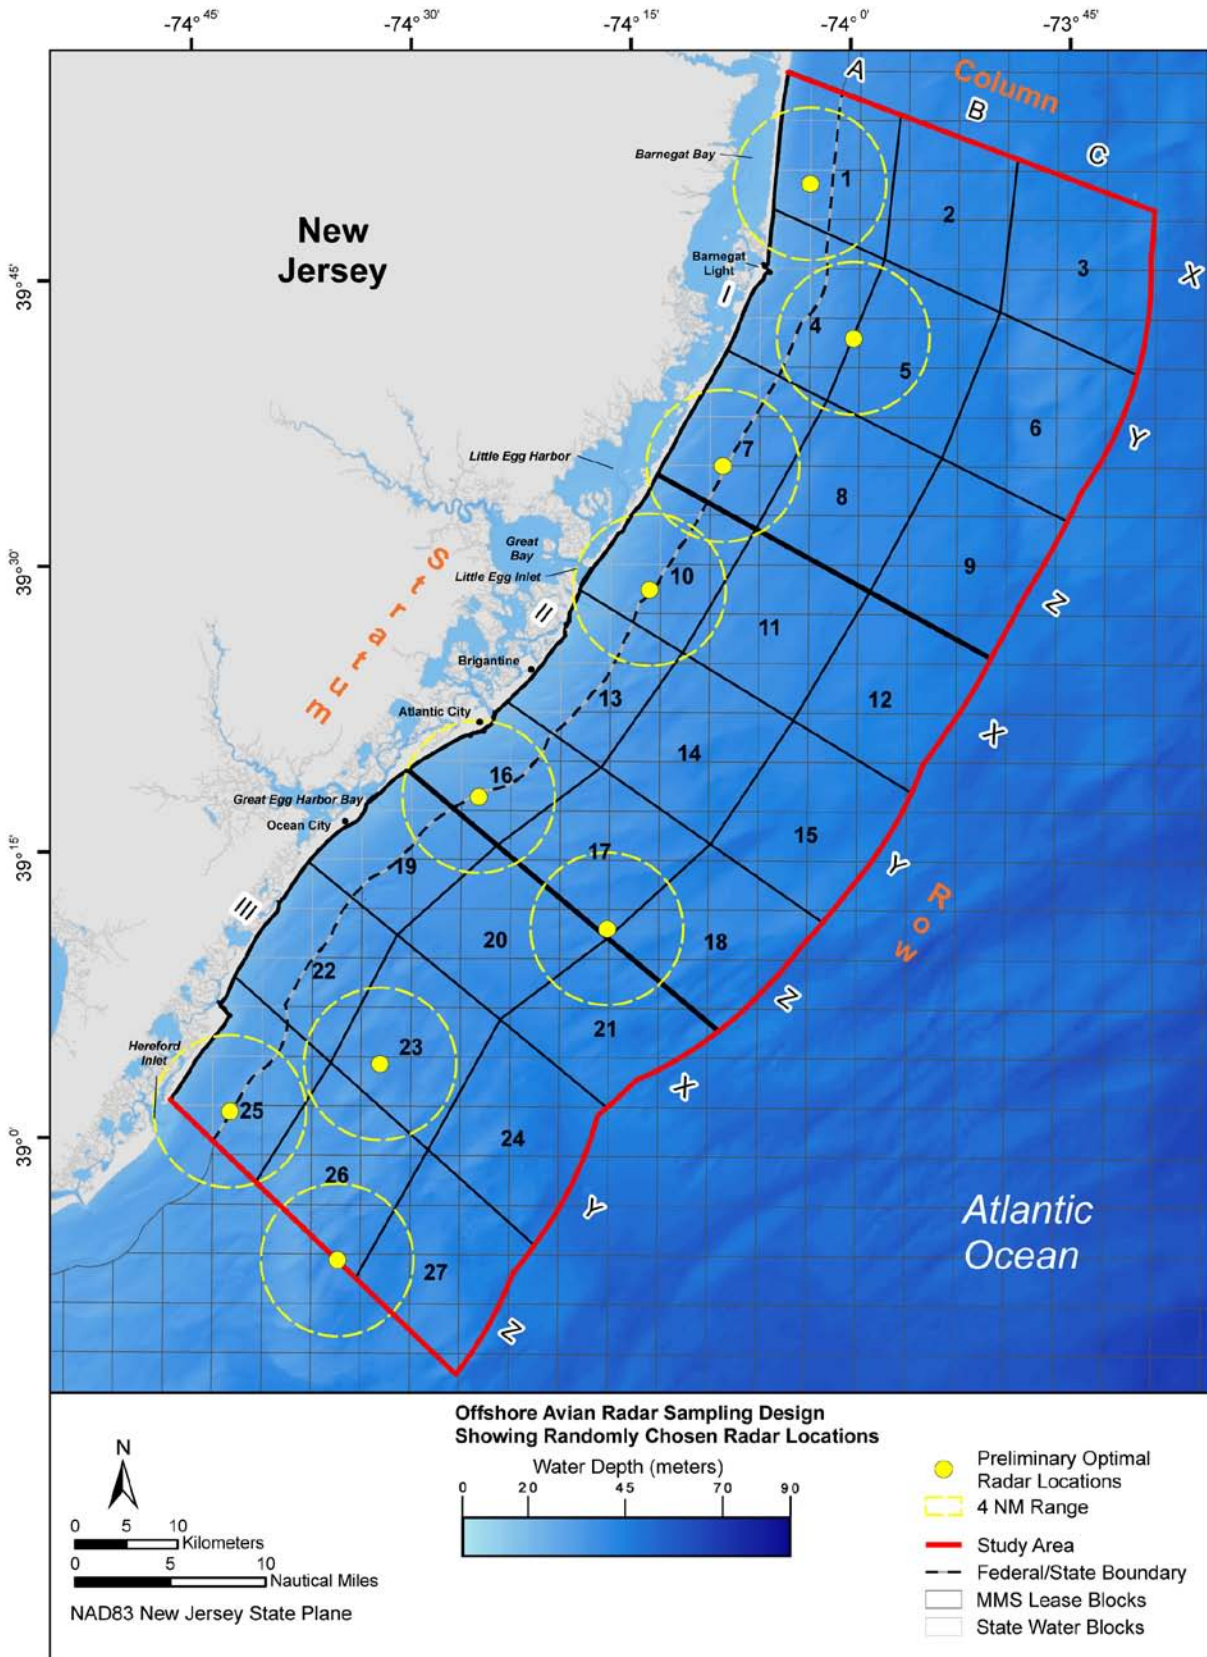 -74° 45'
-74° 30'
-74° 15'
-74° 0'
-73° 45'
A
Column
B
C
Barnegat Bay
1
2
3
X
New
Jersey
39° 45'
Barnegat
Light
I
4
5
6
Y
7
8
9
Z
Little Egg Harbor
Stratum
39° 30'
Great
Bay
Little Egg Inlet
10
11
12
X
II
Brigantine
13
14
15
Y
Row
Atlantic City
16
17
18
Z
Great Egg Harbor Bay
Ocean City
39° 15'
19
20
21
X
III
22
23
24
Y
Hereford
Inlet
25
26
27
Z
39° 0'
Atlantic
Ocean
Offshore Avian Radar Sampling Design
Showing Randomly Chosen Radar Locations
Water Depth (meters)
0 20 45 70 90
N
0 5 10
Kilometers
0 5 10
Nautical Miles
NAD83 New Jersey State Plane
Preliminary Optimal
Radar Locations
4 NM Range
Study Area
Federal/State Boundary
MMS Lease Blocks
State Water Blocks